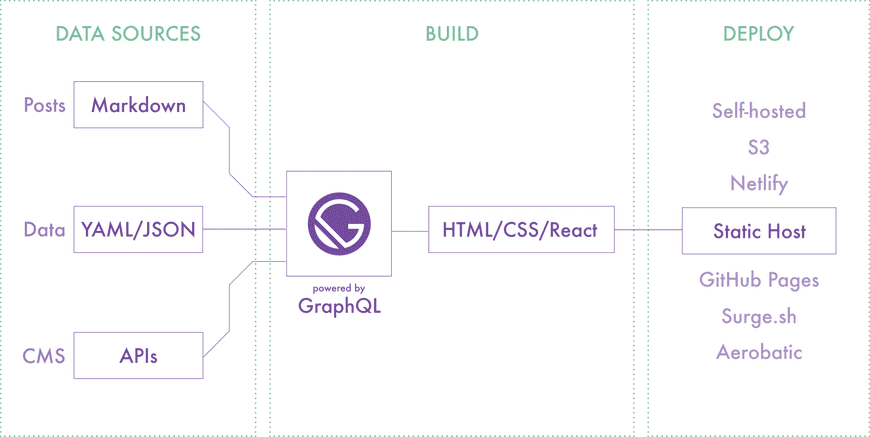 DATA SOURCES
BUILD
DEPLOY
Posts
Markdown
Data
YAML/JSON
CMS
APIs
powered by
GraphQL
HTML/CSS/React
Self-hosted
S3
Netlify
Static Host
GitHub Pages
Surge.sh
Aerobatic